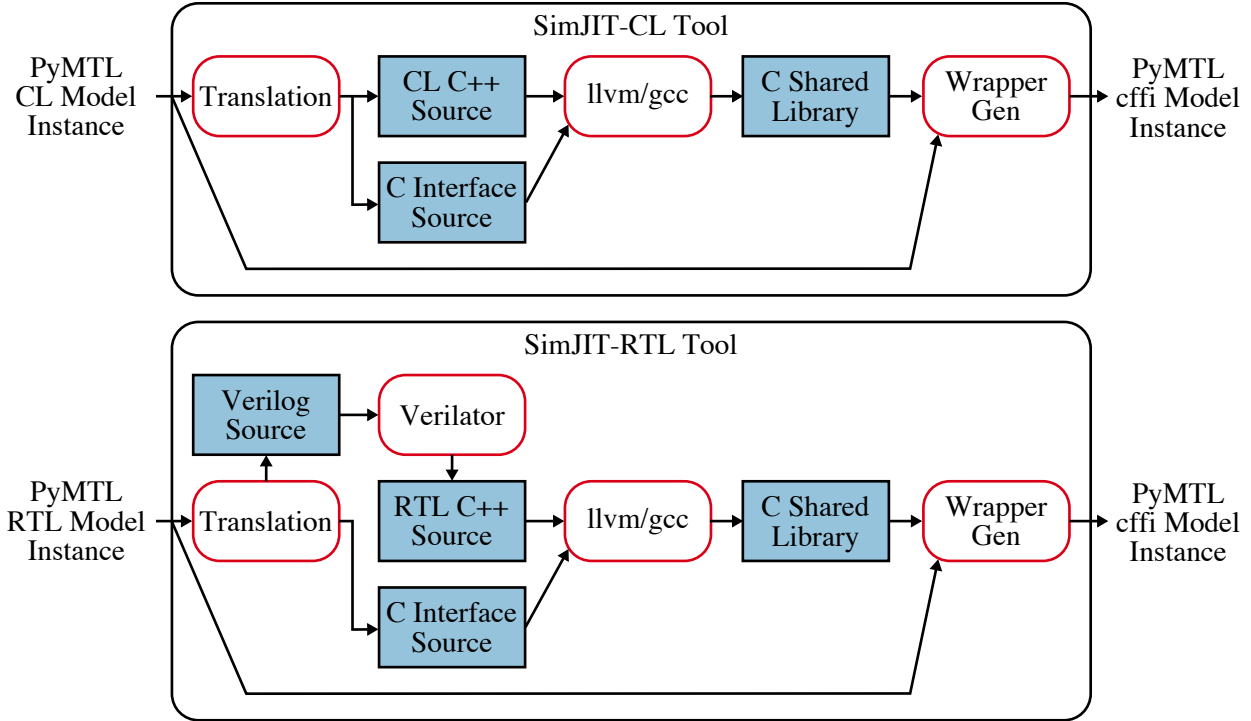 SimJIT-CL Tool
PyMTL
CL Model
Instance
Translation
CL C++
Source
C Interface
Source
llvm/gcc
C Shared
Library
Wrapper
Gen
PyMTL
cffi Model
Instance
SimJIT-RTL Tool
Verilog
Source
Verilator
PyMTL
RTL Model
Instance
Translation
RTL C++
Source
C Interface
Source
llvm/gcc
C Shared
Library
Wrapper
Gen
PyMTL
cffi Model
Instance